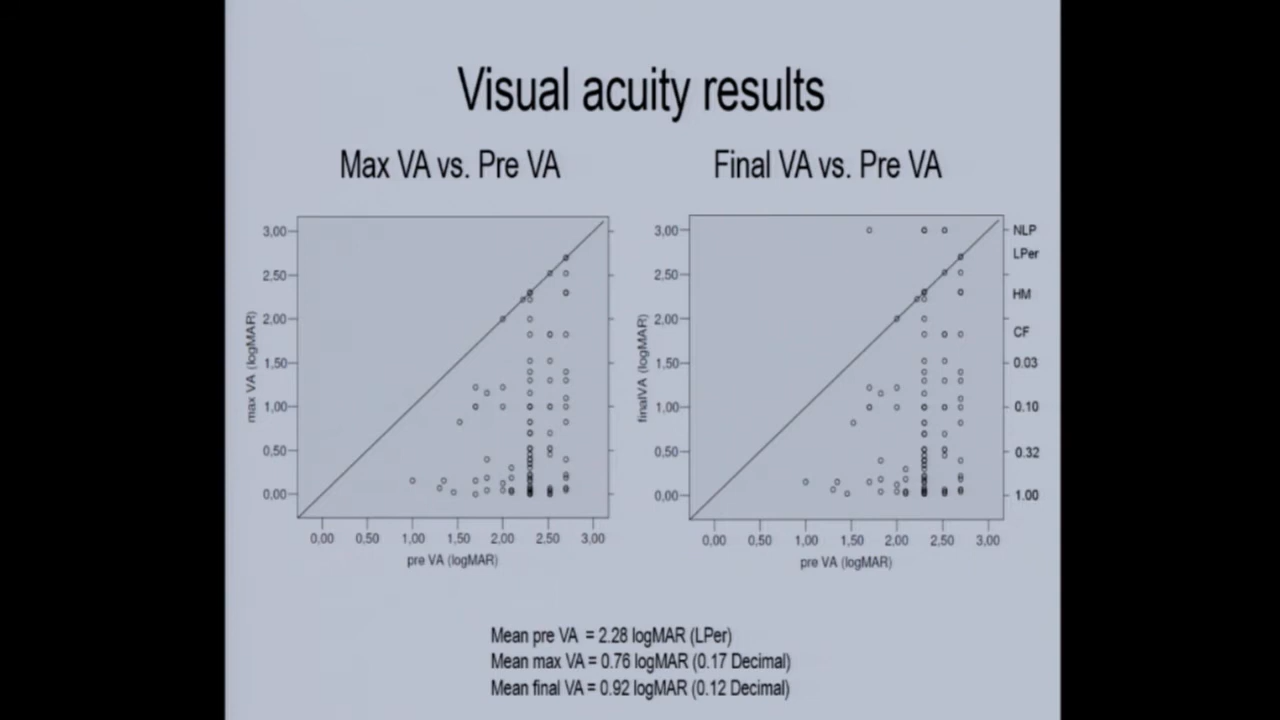 Visual acuity results
Max VA vs. Pre VA
Final VA vs. Pre VA
max VA (logMAR)
3,00
2,50
2,00
1,50
1,00
0,50
0,00
0,00 0,50 1,00 1,50 2,00 2,50 3,00
pre VA (logMAR)
finalVA (logMAR)
3,00
2,50
2,00
1,50
1,00
0,50
0,00
NLP
LPer
HM
CF
0.03
0.10
0.32
1.00
0,00 0,50 1,00 1,50 2,00 2,50 3,00
pre VA (logMAR)
Mean pre VA = 2.28 logMAR (LPer)
Mean max VA = 0.76 logMAR (0.17 Decimal)
Mean final VA = 0.92 logMAR (0.12 Decimal)